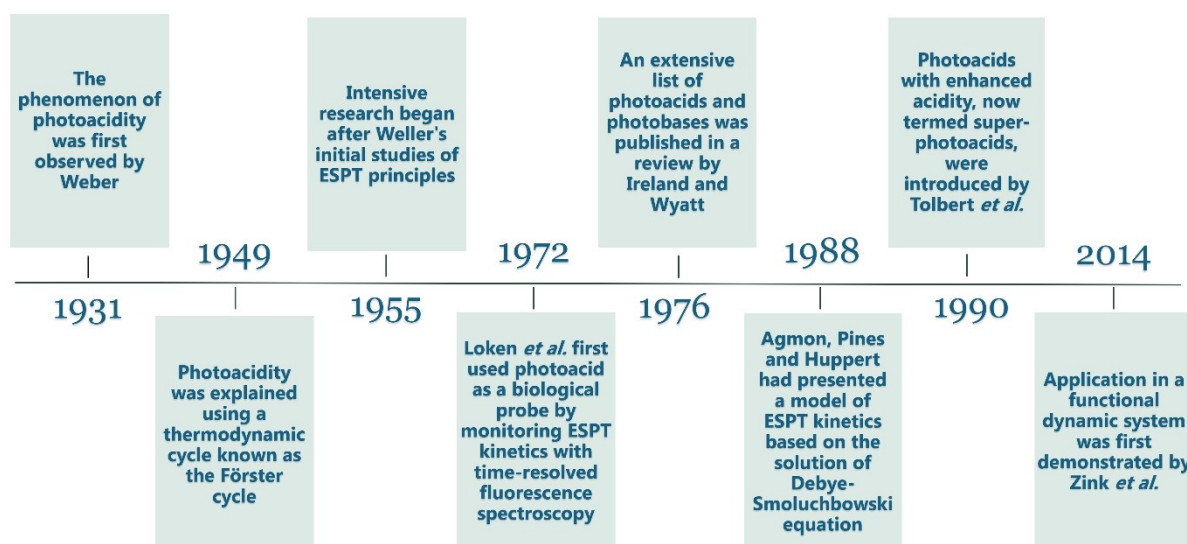 The
phenomenon of
photoacidity
was first
observed by
Weber
1931
1949
Photoacidity
was explained
using a
thermodynamic
cycle known as
the Förster
cycle
Intensive
research began
after Weller's
initial studies of
ESPT principles
1955
1972
Loken et al. first
used photoacid
as a biological
probe by
monitoring ESPT
kinetics with
time-resolved
fluorescence
spectroscopy
An extensive
list of
photoacids and
photobases was
published in a
review by
Ireland and
Wyatt
1976
1988
Agmon, Pines
and Huppert
had presented
a model of
ESPT kinetics
based on the
solution of
Debye-
Smoluchbowski
equation
Photoacids
with enhanced
acidity, now
termed super-
photoacids,
were
introduced by
Tolbert et al.
1990
2014
Application in a
functional
dynamic system
was first
demonstrated by
Zink et al.